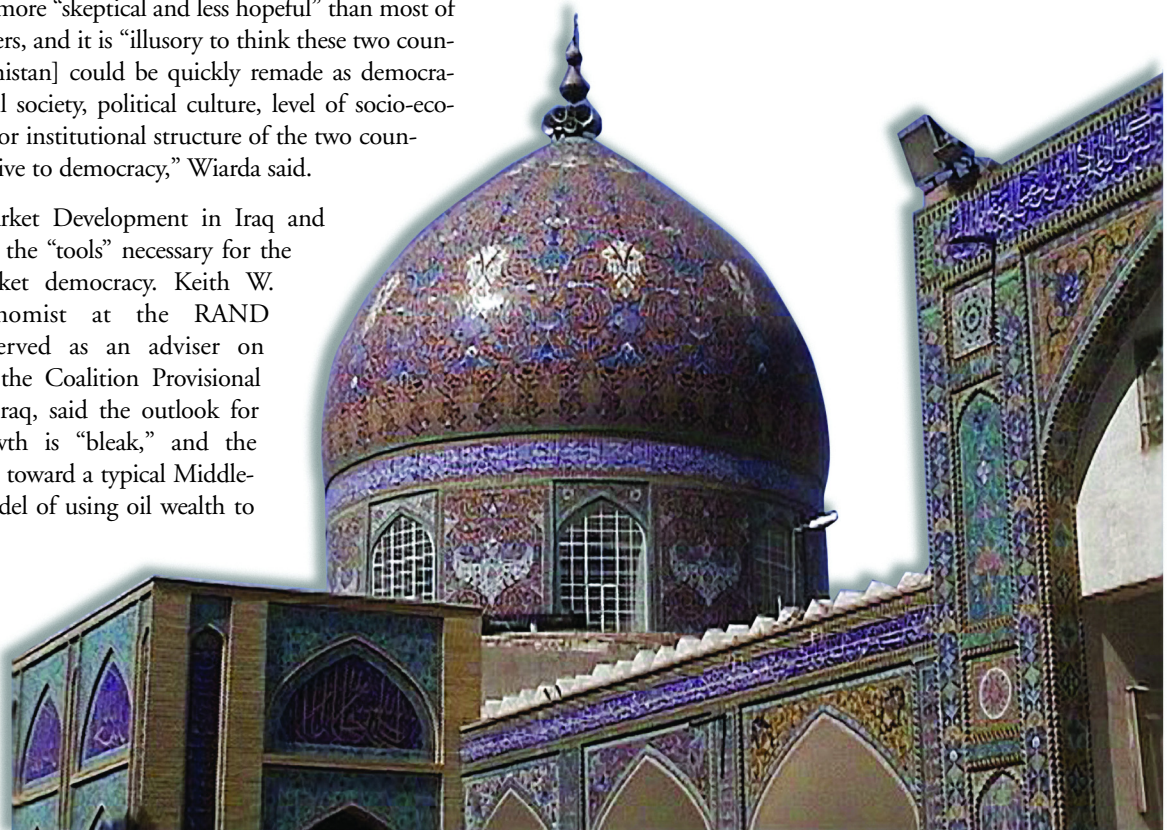 more “skeptical and less hopeful” than most of
ers, and it is “illusory to think these two coun-
nistan] could be quickly remade as democra-
l society, political culture, level of socio-eco-
or institutional structure of the two coun-
ive to democracy,” Wiarda said.
rket Development in Iraq and
the “tools” necessary for the
ket democracy. Keith W.
nomist at the RAND
erved as an adviser on
the Coalition Provisional
raq, said the outlook for
wth is “bleak,” and the
toward a typical Middle-
del of using oil wealth to